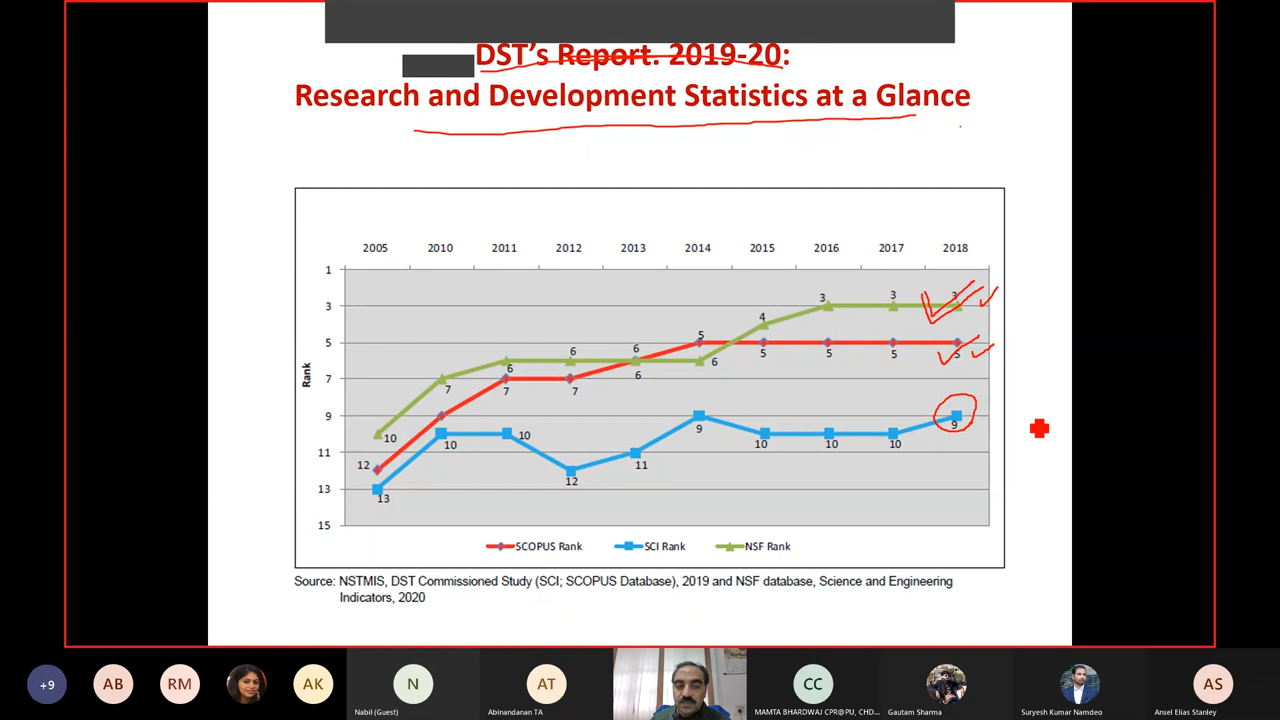 DST's Report. 2019-20:
Research and Development Statistics at a Glance
2005 2010 2011 2012 2013 2014 2015 2016 2017 2018
1
3
5
7
9
11
13
15
Rank
10 7 6 6 6 6 4 3 3 3
12 7 7 6 5 5 5 5 5
13 10 10 12 11 9 10 10 10 9
SCOPUS Rank SCI Rank NSF Rank
Source: NSTMIS, DST Commissioned Study (SCI; SCOPUS Database), 2019 and NSF database, Science and Engineering
Indicators, 2020
+9 AB RM AK N AT CC AS
Nabil (Guest) Abinandanan TA MAMTA BHARDWAJ CPR@PU, CHD... Gautam Sharma Suryesh Kumar Namdeo Ansel Elias Stanley